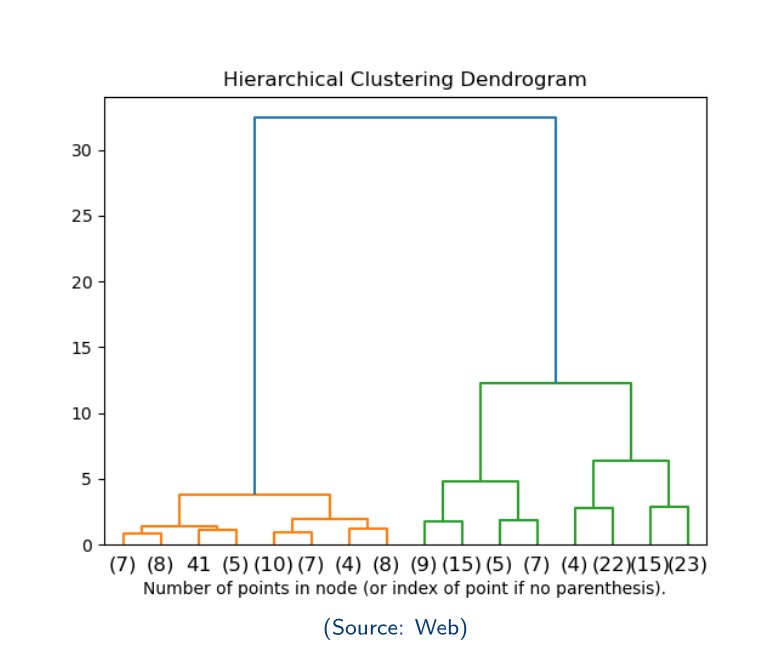 Hierarchical Clustering Dendrogram
30
25
20
15
10
5
0
(7) (8) 41 (5) (10) (7) (4) (8) (9) (15) (5) (7) (4) (22) (15) (23)
Number of points in node (or index of point if no parenthesis).
(Source: Web)